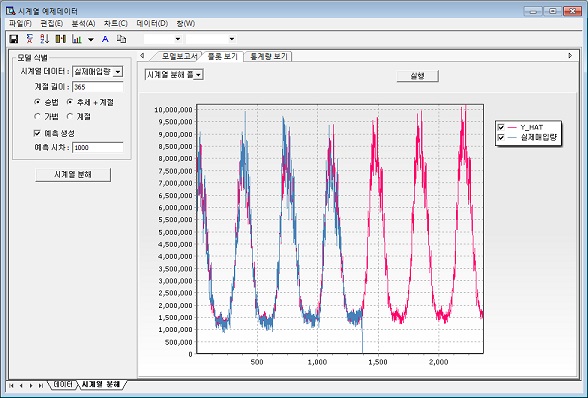 시계열 예제데이터
파일(F) 편집(E) 분석(A) 차트(C) 데이터(D) 창(W)
모델 식별
시계열 데이터 : 실제매입량
계절 길이 : 365
승법 추세 + 계절
가법 계절
예측 생성
예측 시차 : 1000
시계열 분해
모델보고서 플롯 보기 통계량 보기
시계열 분해 플
실행
10,000,000
9,500,000
9,000,000
8,500,000
8,000,000
7,500,000
7,000,000
6,500,000
6,000,000
5,500,000
5,000,000
4,500,000
4,000,000
3,500,000
3,000,000
2,500,000
2,000,000
1,500,000
1,000,000
500,000
0
500 1,000 1,500 2,000
Y_HAT
실제매입량
데이터 시계열 분해